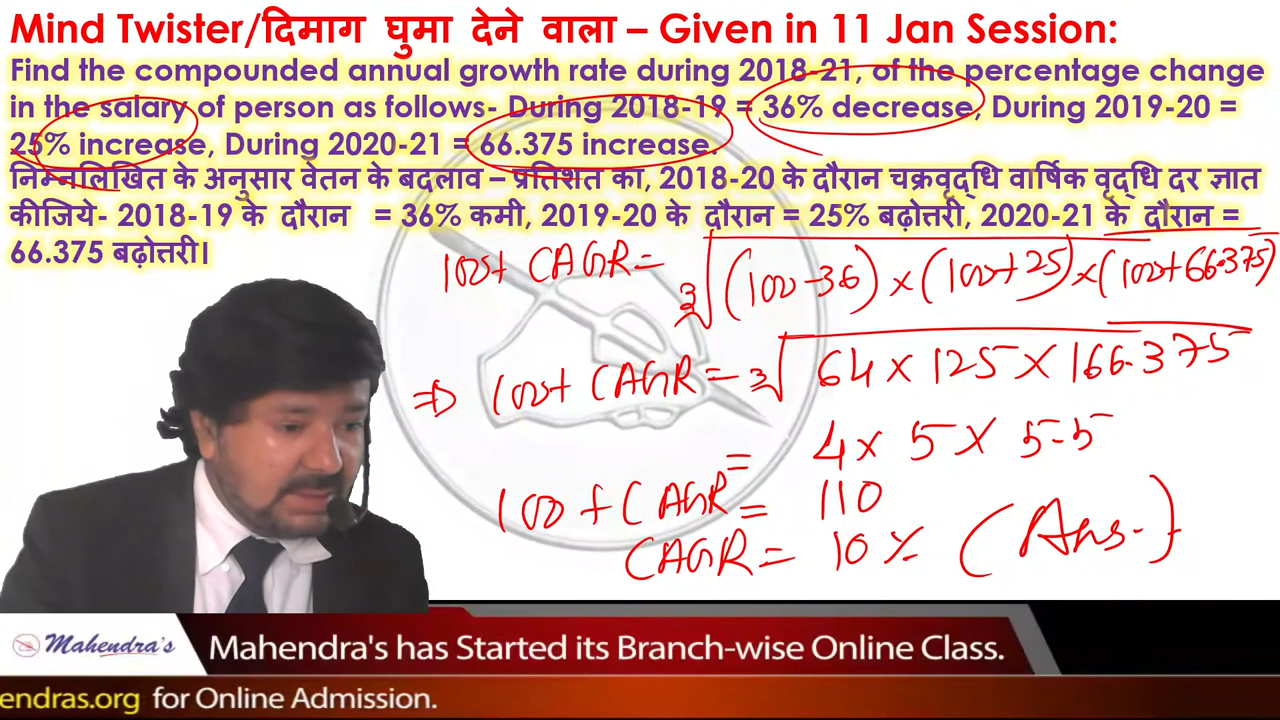 Mind Twister/दिमाग घुमा देने वाला – Given in 11 Jan Session:
Find the compounded annual growth rate during 2018-21, of the percentage change
in the salary of person as follows- During 2018-19 = 36% decrease, During 2019-20 =
25% increase, During 2020-21 = 66.375 increase.
निम्नलिखित के अनुसार वेतन के बदलाव – प्रतिशत का, 2018-20 के दौरान चक्रवृद्धि वार्षिक वृद्धि दर ज्ञात
कीजिये- 2018-19 के दौरान = 36% कमी, 2019-20 के दौरान = 25% बढ़ोत्तरी, 2020-21 के दौरान =
66.375 बढ़ोत्तरी।
100+ CAGR = ∛(100-36) × (100+25) × (100+66.375)
⇒ 100+ CAGR = ∛64 × 125 × 166.375
= 4 × 5 × 5.5
100 + CAGR = 110
CAGR = 10% (Ans.)
Mahendra's
Mahendra's has Started its Branch-wise Online Class.
endras.org for Online Admission.